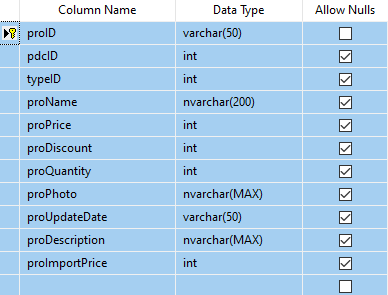 Column Name Data Type Allow Nulls
proID varchar(50)
pdcID int
typeID int
proName nvarchar(200)
proPrice int
proDiscount int
proQuantity int
proPhoto nvarchar(MAX)
proUpdateDate varchar(50)
proDescription nvarchar(MAX)
proImportPrice int